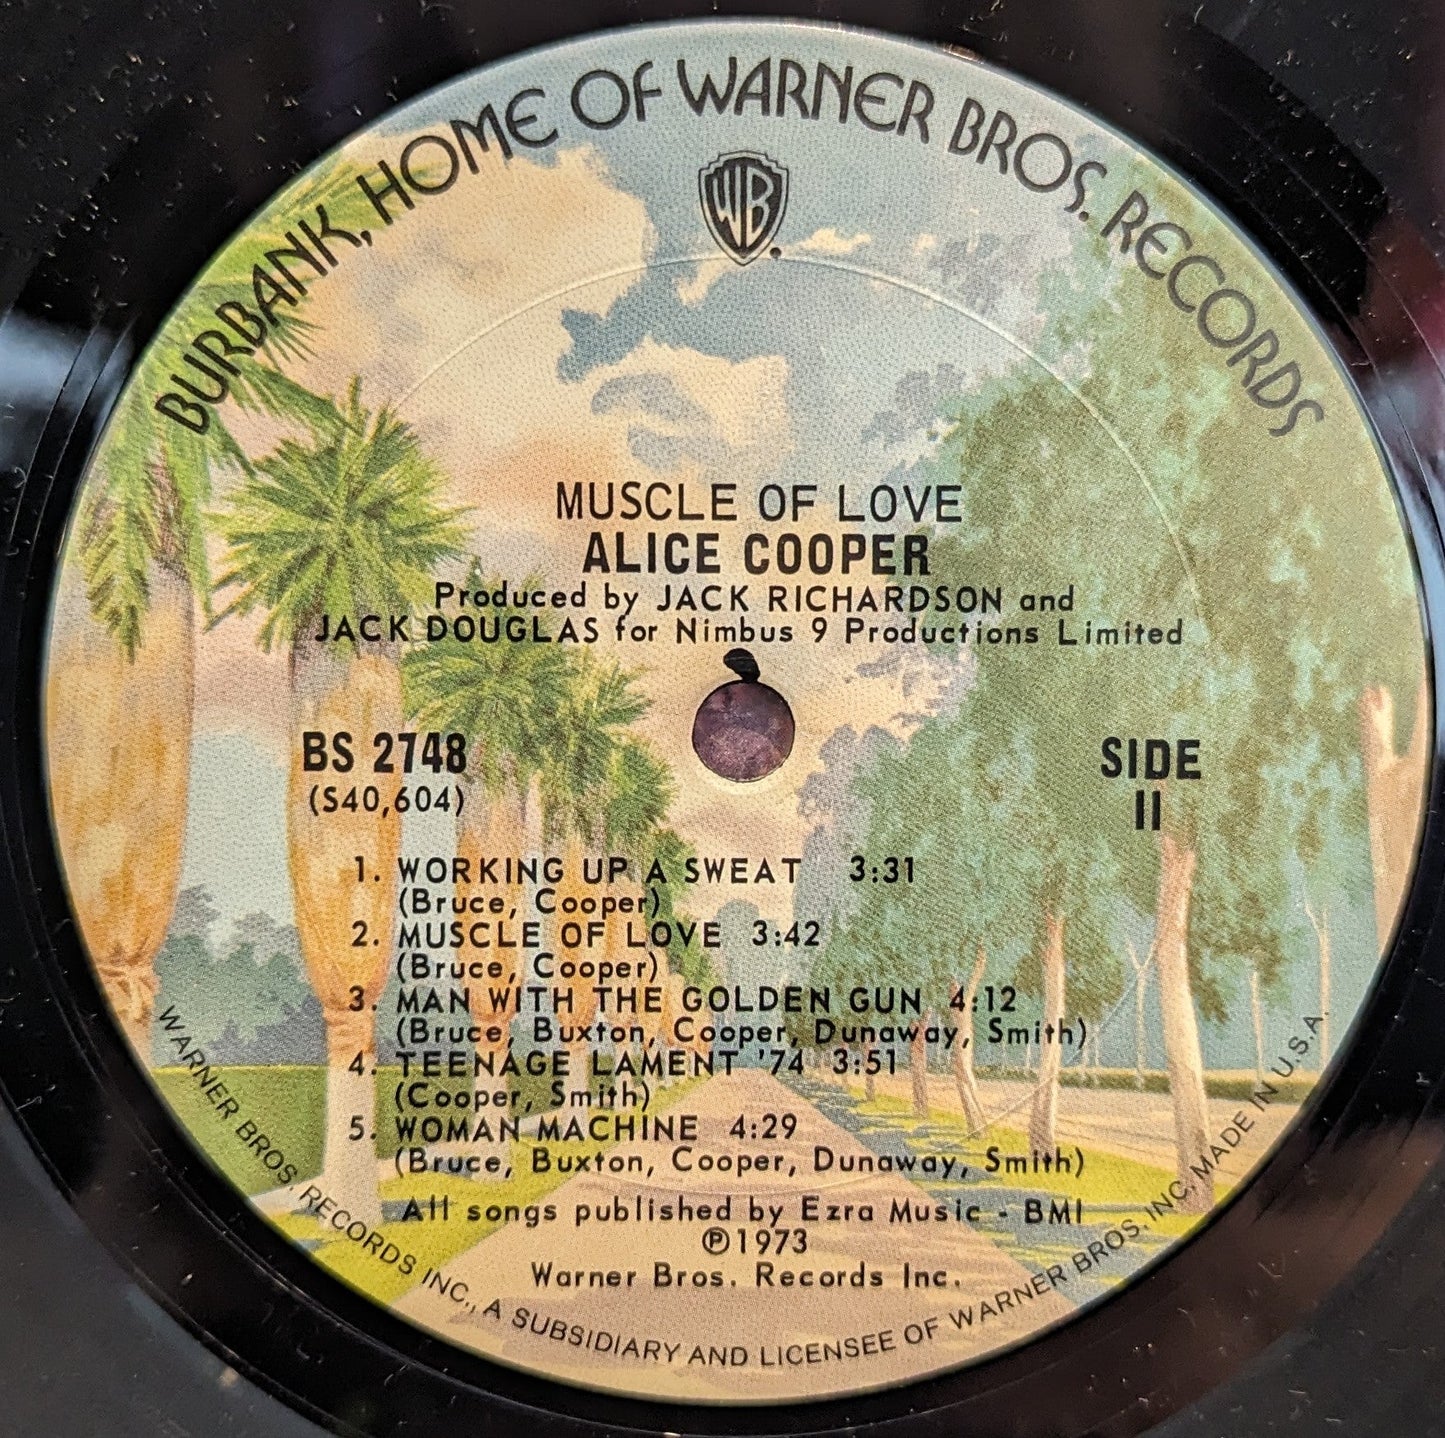 BURBANK, HOME OF WARNER BROS. RECORDS
WB
MUSCLE OF LOVE
ALICE COOPER
Produced by JACK RICHARDSON and
JACK DOUGLAS for Nimbus 9 Productions Limited
BS 2748
(S40,604)
SIDE
II
1. WORKING UP A SWEAT 3:31
(Bruce, Cooper)
2. MUSCLE OF LOVE 3:42
(Bruce, Cooper)
3. MAN WITH THE GOLDEN GUN 4:12
(Bruce, Buxton, Cooper, Dunaway, Smith)
4. TEENAGE LAMENT '74 3:51
(Cooper, Smith)
5. WOMAN MACHINE 4:29
(Bruce, Buxton, Cooper, Dunaway, Smith)
All songs published by Ezra Music - BMI
℗1973
Warner Bros. Records Inc.
WARNER BROS. RECORDS INC., A SUBSIDIARY AND LICENSEE OF WARNER BROS. INC. MADE IN U.S.A.